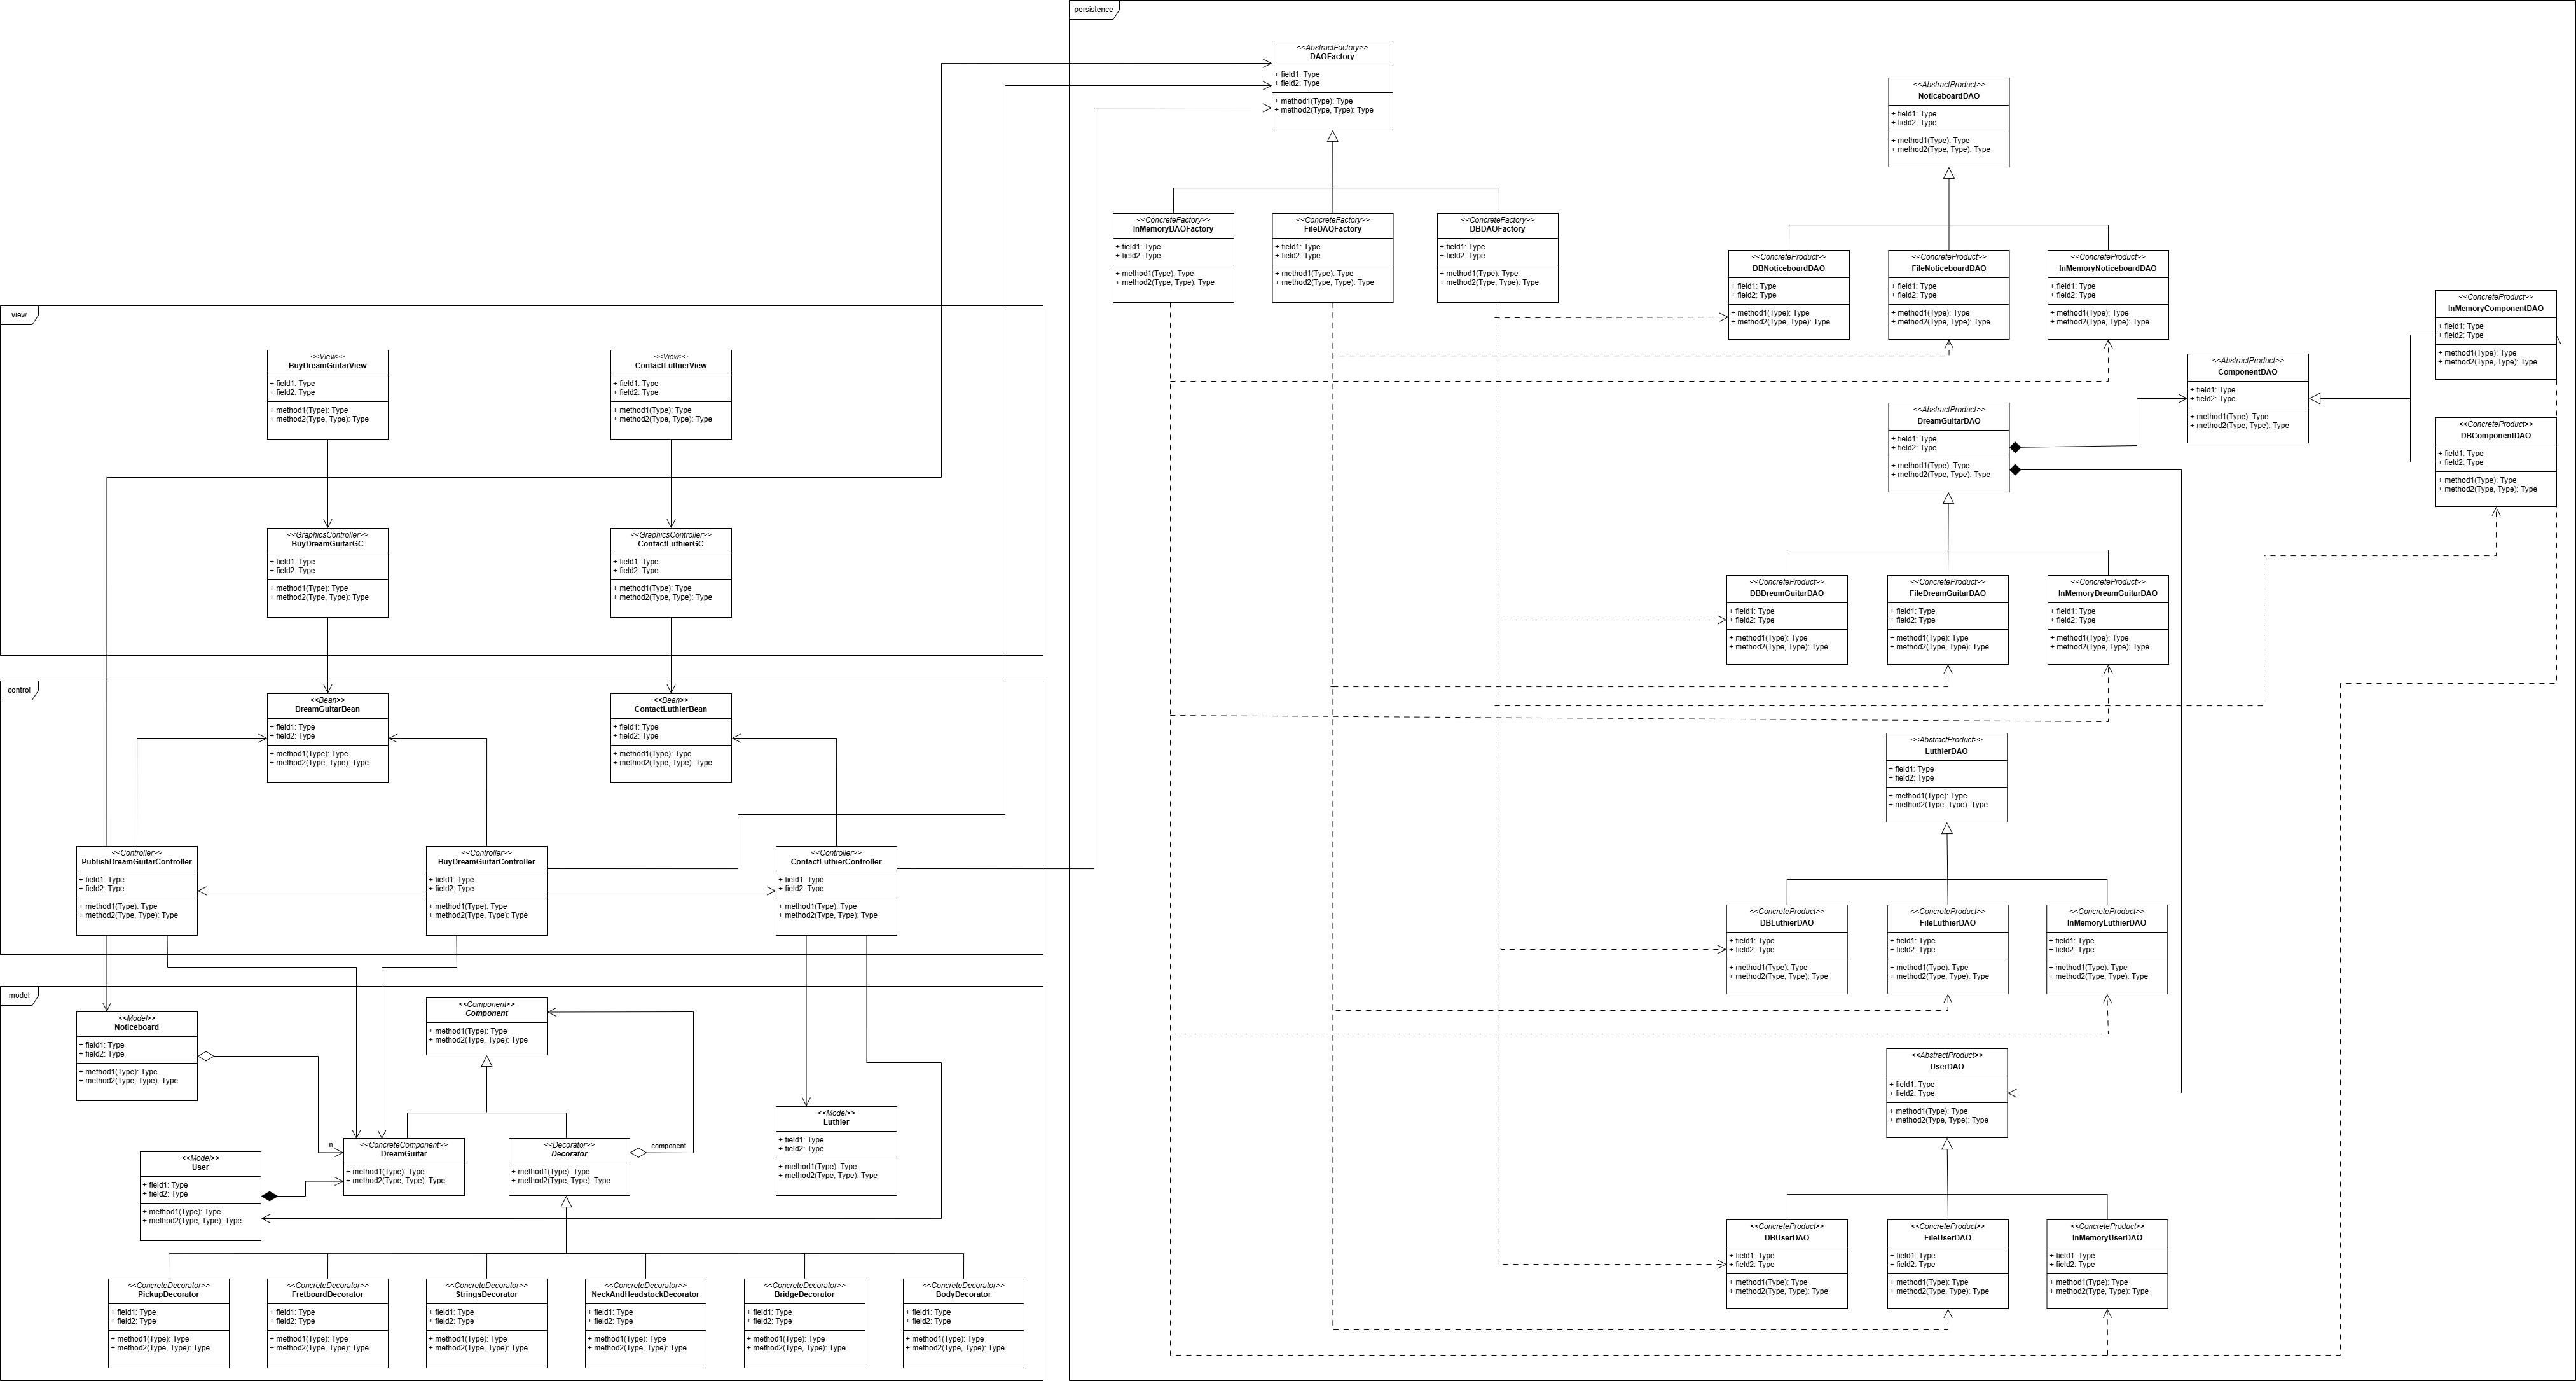 persistence
<<AbstractFactory>>
DAOFactory
+ field1: Type
+ field2: Type
+ method1(Type): Type
+ method2(Type, Type): Type
<<AbstractProduct>>
NoticeboardDAO
+ field1: Type
+ field2: Type
+ method1(Type): Type
+ method2(Type, Type): Type
<<ConcreteFactory>>
InMemoryDAOFactory
+ field1: Type
+ field2: Type
+ method1(Type): Type
+ method2(Type, Type): Type
<<ConcreteFactory>>
FileDAOFactory
+ field1: Type
+ field2: Type
+ method1(Type): Type
+ method2(Type, Type): Type
<<ConcreteFactory>>
DBDAOFactory
+ field1: Type
+ field2: Type
+ method1(Type): Type
+ method2(Type, Type): Type
<<ConcreteProduct>>
DBNoticeboardDAO
+ field1: Type
+ field2: Type
+ method1(Type): Type
+ method2(Type, Type): Type
<<ConcreteProduct>>
FileNoticeboardDAO
+ field1: Type
+ field2: Type
+ method1(Type): Type
+ method2(Type, Type): Type
<<ConcreteProduct>>
InMemoryNoticeboardDAO
+ field1: Type
+ field2: Type
+ method1(Type): Type
+ method2(Type, Type): Type
<<ConcreteProduct>>
InMemoryComponentDAO
+ field1: Type
+ field2: Type
+ method1(Type): Type
+ method2(Type, Type): Type
<<AbstractProduct>>
ComponentDAO
+ field1: Type
+ field2: Type
+ method1(Type): Type
+ method2(Type, Type): Type
<<ConcreteProduct>>
DBComponentDAO
+ field1: Type
+ field2: Type
+ method1(Type): Type
+ method2(Type, Type): Type
<<AbstractProduct>>
DreamGuitarDAO
+ field1: Type
+ field2: Type
+ method1(Type): Type
+ method2(Type, Type): Type
<<ConcreteProduct>>
DBDreamGuitarDAO
+ field1: Type
+ field2: Type
+ method1(Type): Type
+ method2(Type, Type): Type
<<ConcreteProduct>>
FileDreamGuitarDAO
+ field1: Type
+ field2: Type
+ method1(Type): Type
+ method2(Type, Type): Type
<<ConcreteProduct>>
InMemoryDreamGuitarDAO
+ field1: Type
+ field2: Type
+ method1(Type): Type
+ method2(Type, Type): Type
<<AbstractProduct>>
LuthierDAO
+ field1: Type
+ field2: Type
+ method1(Type): Type
+ method2(Type, Type): Type
<<ConcreteProduct>>
DBLuthierDAO
+ field1: Type
+ field2: Type
+ method1(Type): Type
+ method2(Type, Type): Type
<<ConcreteProduct>>
FileLuthierDAO
+ field1: Type
+ field2: Type
+ method1(Type): Type
+ method2(Type, Type): Type
<<ConcreteProduct>>
InMemoryLuthierDAO
+ field1: Type
+ field2: Type
+ method1(Type): Type
+ method2(Type, Type): Type
<<AbstractProduct>>
UserDAO
+ field1: Type
+ field2: Type
+ method1(Type): Type
+ method2(Type, Type): Type
<<ConcreteProduct>>
DBUserDAO
+ field1: Type
+ field2: Type
+ method1(Type): Type
+ method2(Type, Type): Type
<<ConcreteProduct>>
FileUserDAO
+ field1: Type
+ field2: Type
+ method1(Type): Type
+ method2(Type, Type): Type
<<ConcreteProduct>>
InMemoryUserDAO
+ field1: Type
+ field2: Type
+ method1(Type): Type
+ method2(Type, Type): Type
view
<<View>>
BuyDreamGuitarView
+ field1: Type
+ field2: Type
+ method1(Type): Type
+ method2(Type, Type): Type
<<View>>
ContactLuthierView
+ field1: Type
+ field2: Type
+ method1(Type): Type
+ method2(Type, Type): Type
<<GraphicsController>>
BuyDreamGuitarGC
+ field1: Type
+ field2: Type
+ method1(Type): Type
+ method2(Type, Type): Type
<<GraphicsController>>
ContactLuthierGC
+ field1: Type
+ field2: Type
+ method1(Type): Type
+ method2(Type, Type): Type
control
<<Bean>>
DreamGuitarBean
+ field1: Type
+ field2: Type
+ method1(Type): Type
+ method2(Type, Type): Type
<<Bean>>
ContactLuthierBean
+ field1: Type
+ field2: Type
+ method1(Type): Type
+ method2(Type, Type): Type
<<Controller>>
PublishDreamGuitarController
+ field1: Type
+ field2: Type
+ method1(Type): Type
+ method2(Type, Type): Type
<<Controller>>
BuyDreamGuitarController
+ field1: Type
+ field2: Type
+ method1(Type): Type
+ method2(Type, Type): Type
<<Controller>>
ContactLuthierController
+ field1: Type
+ field2: Type
+ method1(Type): Type
+ method2(Type, Type): Type
model
<<Model>>
Noticeboard
+ field1: Type
+ field2: Type
+ method1(Type): Type
+ method2(Type, Type): Type
<<Component>>
Component
+ method1(Type): Type
+ method2(Type, Type): Type
<<Model>>
Luthier
+ field1: Type
+ field2: Type
+ method1(Type): Type
+ method2(Type, Type): Type
n
<<ConcreteComponent>>
DreamGuitar
+ method1(Type): Type
+ method2(Type, Type): Type
<<Decorator>>
Decorator
+ method1(Type): Type
+ method2(Type, Type): Type
component
<<Model>>
User
+ field1: Type
+ field2: Type
+ method1(Type): Type
+ method2(Type, Type): Type
<<ConcreteDecorator>>
PickupDecorator
+ field1: Type
+ field2: Type
+ method1(Type): Type
+ method2(Type, Type): Type
<<ConcreteDecorator>>
FretboardDecorator
+ field1: Type
+ field2: Type
+ method1(Type): Type
+ method2(Type, Type): Type
<<ConcreteDecorator>>
StringsDecorator
+ field1: Type
+ field2: Type
+ method1(Type): Type
+ method2(Type, Type): Type
<<ConcreteDecorator>>
NeckAndHeadstockDecorator
+ field1: Type
+ field2: Type
+ method1(Type): Type
+ method2(Type, Type): Type
<<ConcreteDecorator>>
BridgeDecorator
+ field1: Type
+ field2: Type
+ method1(Type): Type
+ method2(Type, Type): Type
<<ConcreteDecorator>>
BodyDecorator
+ field1: Type
+ field2: Type
+ method1(Type): Type
+ method2(Type, Type): Type